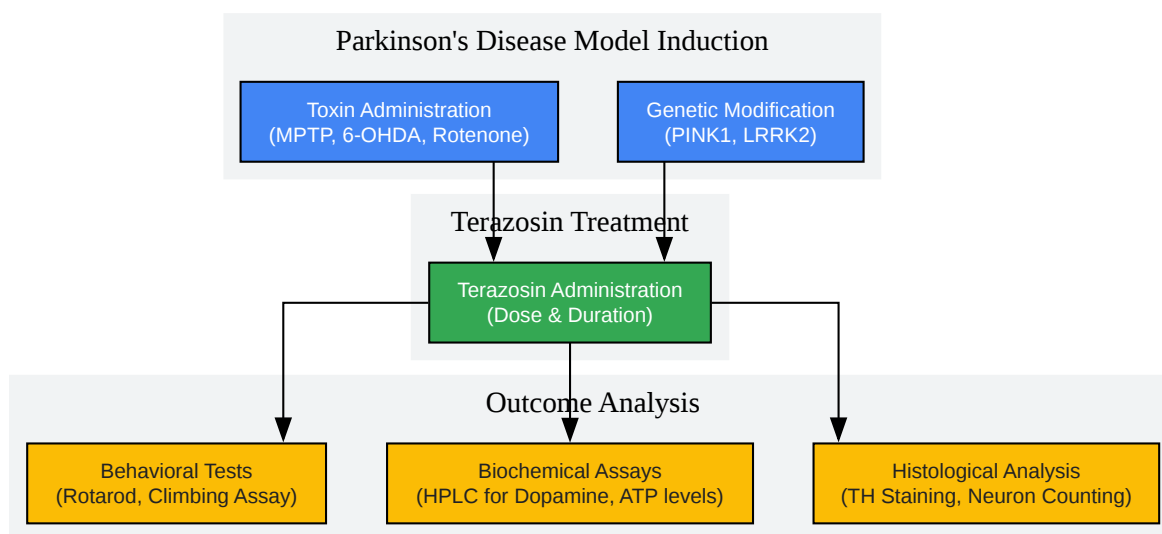 Parkinson's Disease Model Induction
Toxin Administration
(MPTP, 6-OHDA, Rotenone)
Genetic Modification
(PINK1, LRRK2)
Terazosin Treatment
Terazosin Administration
(Dose & Duration)
Outcome Analysis
Behavioral Tests
(Rotarod, Climbing Assay)
Biochemical Assays
(HPLC for Dopamine, ATP levels)
Histological Analysis
(TH Staining, Neuron Counting)